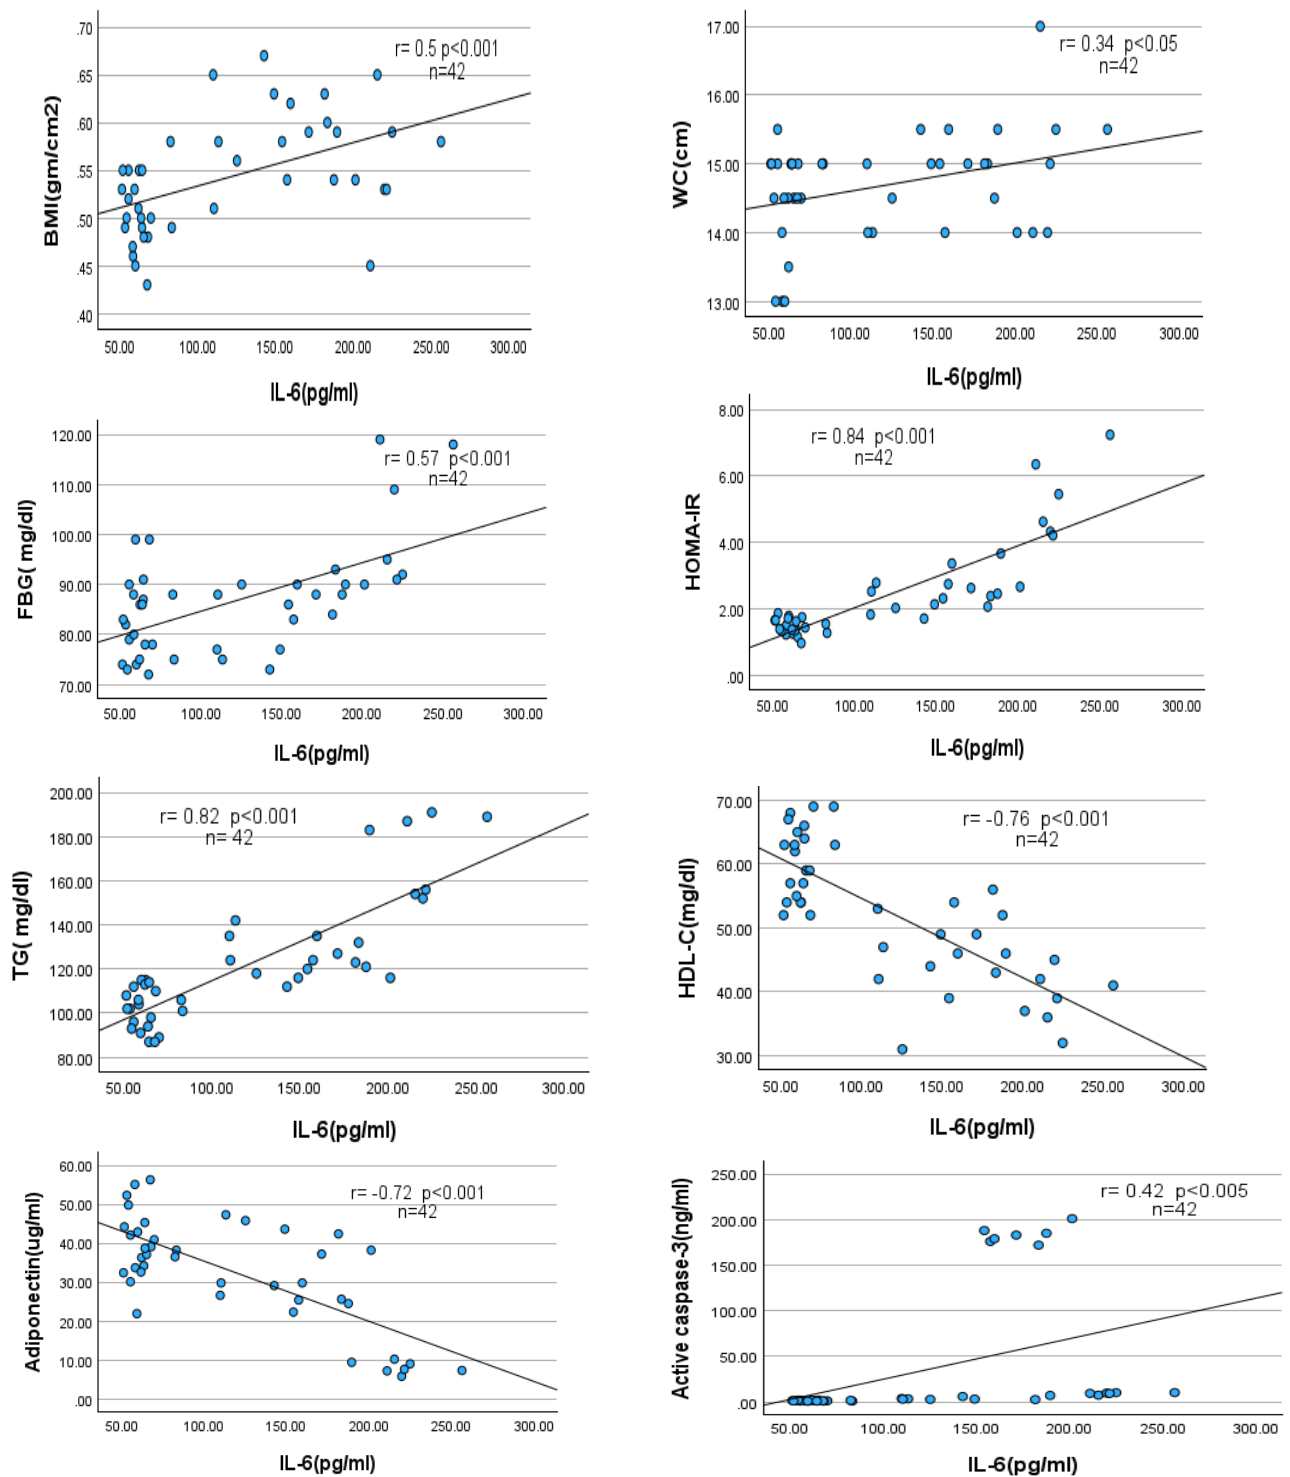 .70
.65
.60
.55
.50
.45
.40
BMI(gm/cm2)
r= 0.5 p<0.001
n=42
50.00 100.00 150.00 200.00 250.00 300.00
IL-6(pg/ml)
17.00
16.00
15.00
14.00
13.00
WC(cm)
r= 0.34 p<0.05
n=42
50.00 100.00 150.00 200.00 250.00 300.00
IL-6(pg/ml)
120.00
110.00
100.00
90.00
80.00
70.00
FBG( mg/dl)
r= 0.57 p<0.001
n=42
50.00 100.00 150.00 200.00 250.00 300.00
IL-6(pg/ml)
8.00
6.00
4.00
2.00
.00
HOMA-IR
r= 0.84 p<0.001
n=42
50.00 100.00 150.00 200.00 250.00 300.00
IL-6(pg/ml)
200.00
180.00
160.00
140.00
120.00
100.00
80.00
TG( mg/dl)
r= 0.82 p<0.001
n= 42
50.00 100.00 150.00 200.00 250.00 300.00
IL-6(pg/ml)
70.00
60.00
50.00
40.00
30.00
HDL-C(mg/dl)
r= -0.76 p<0.001
n=42
50.00 100.00 150.00 200.00 250.00 300.00
IL-6(pg/ml)
60.00
50.00
40.00
30.00
20.00
10.00
.00
Adiponectin(ug/ml)
r= -0.72 p<0.001
n=42
50.00 100.00 150.00 200.00 250.00 300.00
IL-6(pg/ml)
250.00
200.00
150.00
100.00
50.00
.00
Active caspase-3(ng/ml)
r= 0.42 p<0.005
n=42
50.00 100.00 150.00 200.00 250.00 300.00
IL-6(pg/ml)